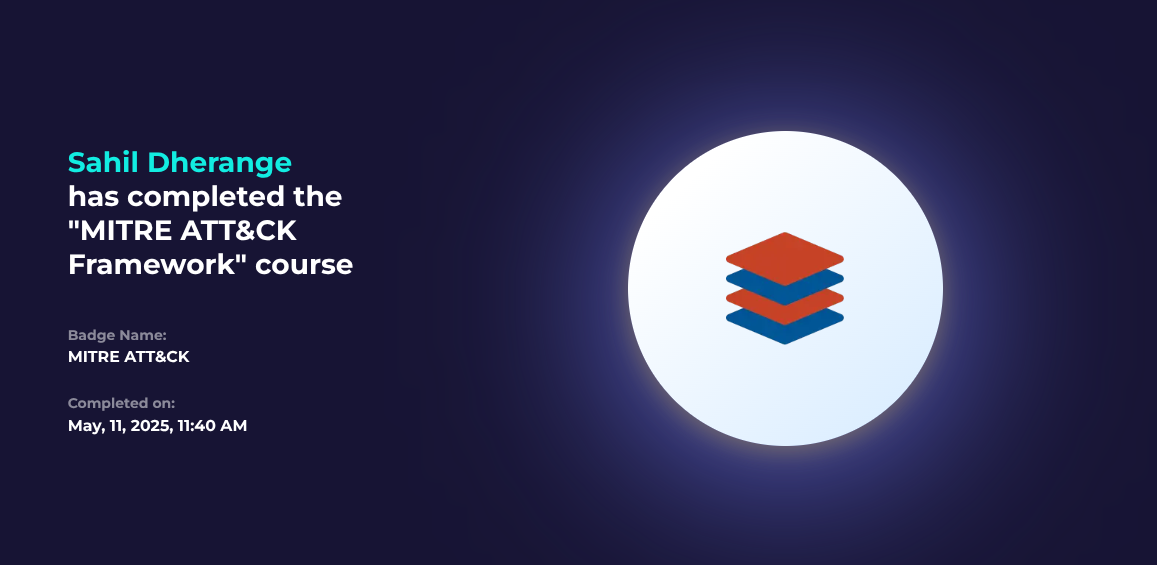 Sahil Dherange
has completed the
"MITRE ATT&CK
Framework" course
Badge Name:
MITRE ATT&CK
Completed on:
May, 11, 2025, 11:40 AM